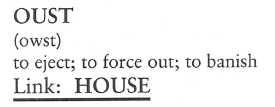 OUST
(owst)
to eject; to force out; to banish
Link: HOUSE